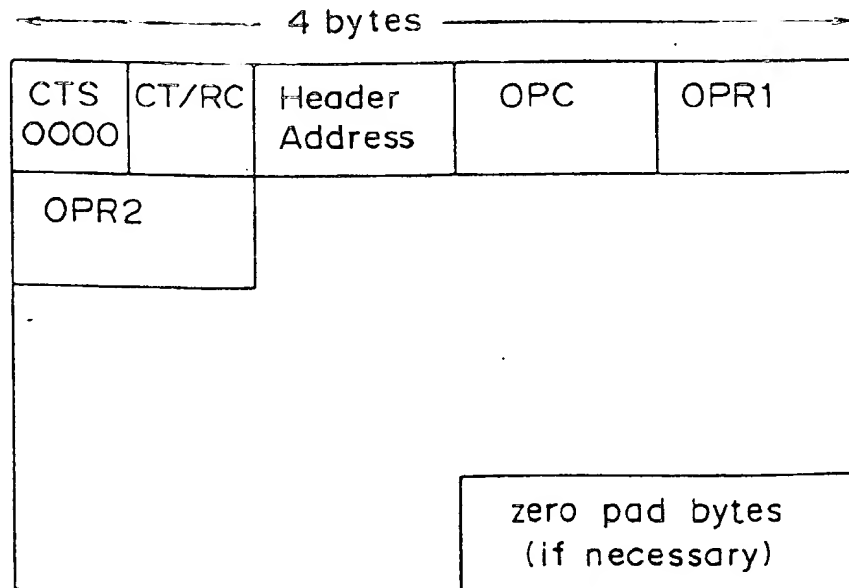 4 bytes
CTS 0000
CT/RC
Header Address
OPC
OPR1
OPR2
zero pad bytes
(if necessary)